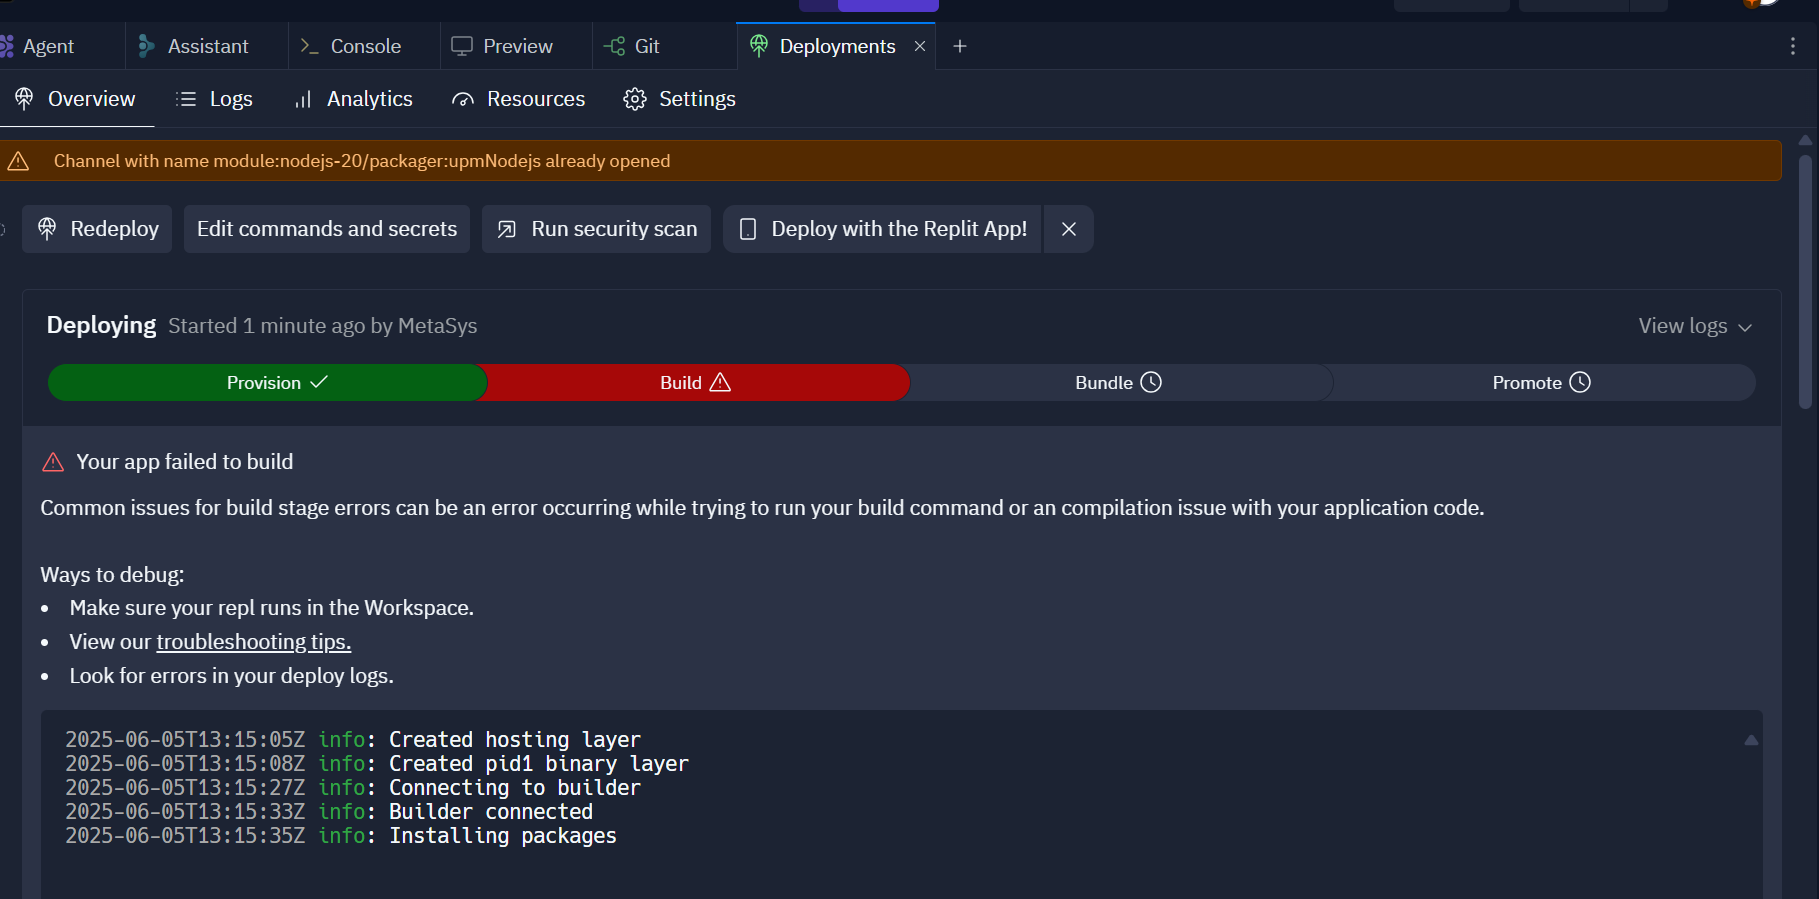 Agent Assistant Console Preview Git Deployments
Overview Logs Analytics Resources Settings
Channel with name module:nodejs-20/packager:upmNodejs already opened
Redeploy Edit commands and secrets Run security scan Deploy with the Replit App!
Deploying Started 1 minute ago by MetaSys View logs
Provision Build Bundle Promote
Your app failed to build
Common issues for build stage errors can be an error occurring while trying to run your build command or an compilation issue with your application code.
Ways to debug:
• Make sure your repl runs in the Workspace.
• View our troubleshooting tips.
• Look for errors in your deploy logs.
2025-06-05T13:15:05Z info: Created hosting layer
2025-06-05T13:15:08Z info: Created pid1 binary layer
2025-06-05T13:15:27Z info: Connecting to builder
2025-06-05T13:15:33Z info: Builder connected
2025-06-05T13:15:35Z info: Installing packages